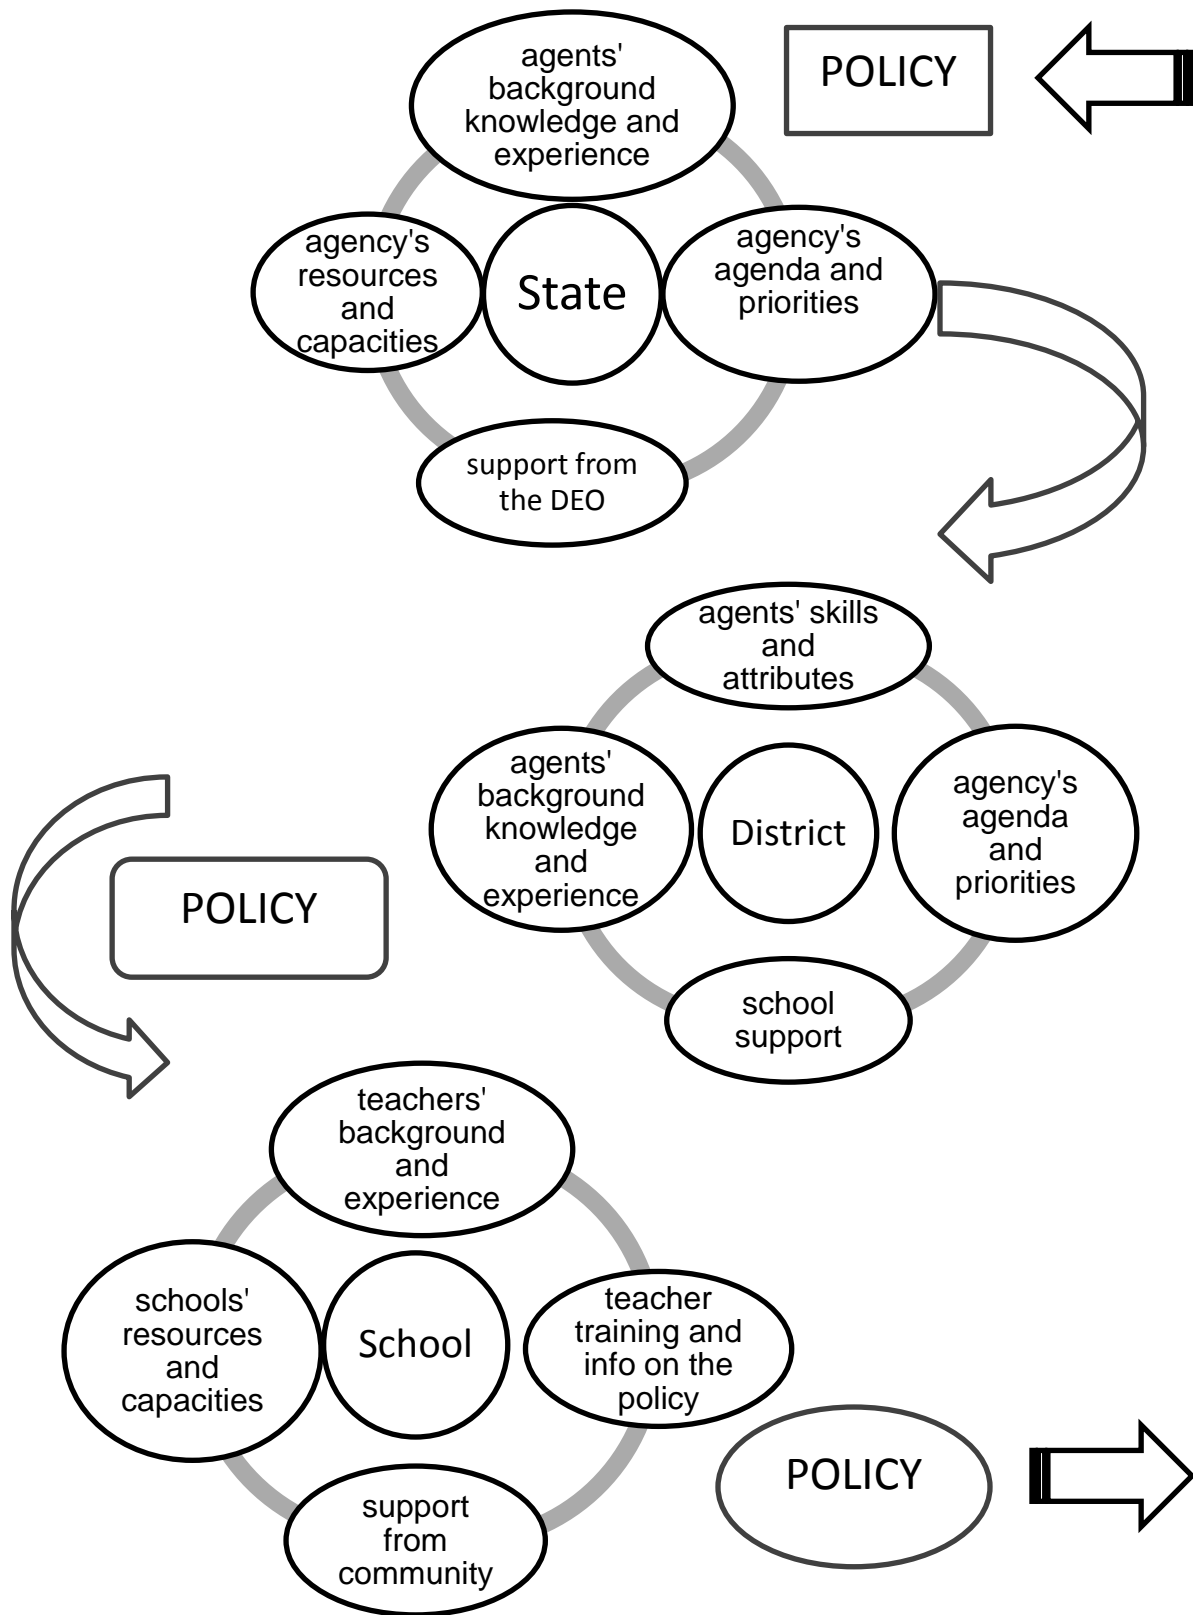 agents'
background
knowledge and
experience
POLICY
agency's
resources
and
capacities
State
agency's
agenda and
priorities
support from
the DEO
agents' skills
and
attributes
agents'
background
knowledge
and
experience
District
agency's
agenda
and
priorities
POLICY
school
support
teachers'
background
and
experience
schools'
resources
and
capacities
School
teacher
training and
info on the
policy
POLICY
support
from
community